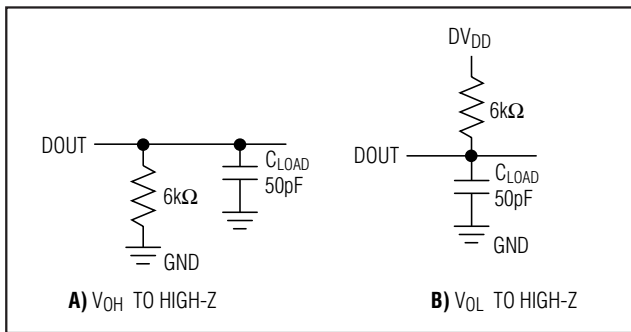 DOUT
6kΩ
GND
C_LOAD
50pF
A) V_OH TO HIGH-Z
DV_DD
6kΩ
DOUT
C_LOAD
50pF
GND
B) V_OL TO HIGH-Z